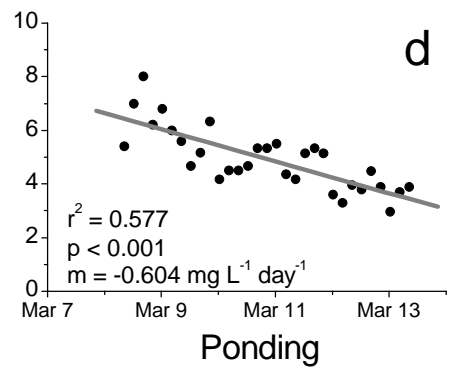 10
d
8
6
4
r² = 0.577
p < 0.001
2
m = -0.604 mg L⁻¹ day⁻¹
0
Mar 7 Mar 9 Mar 11 Mar 13
Ponding